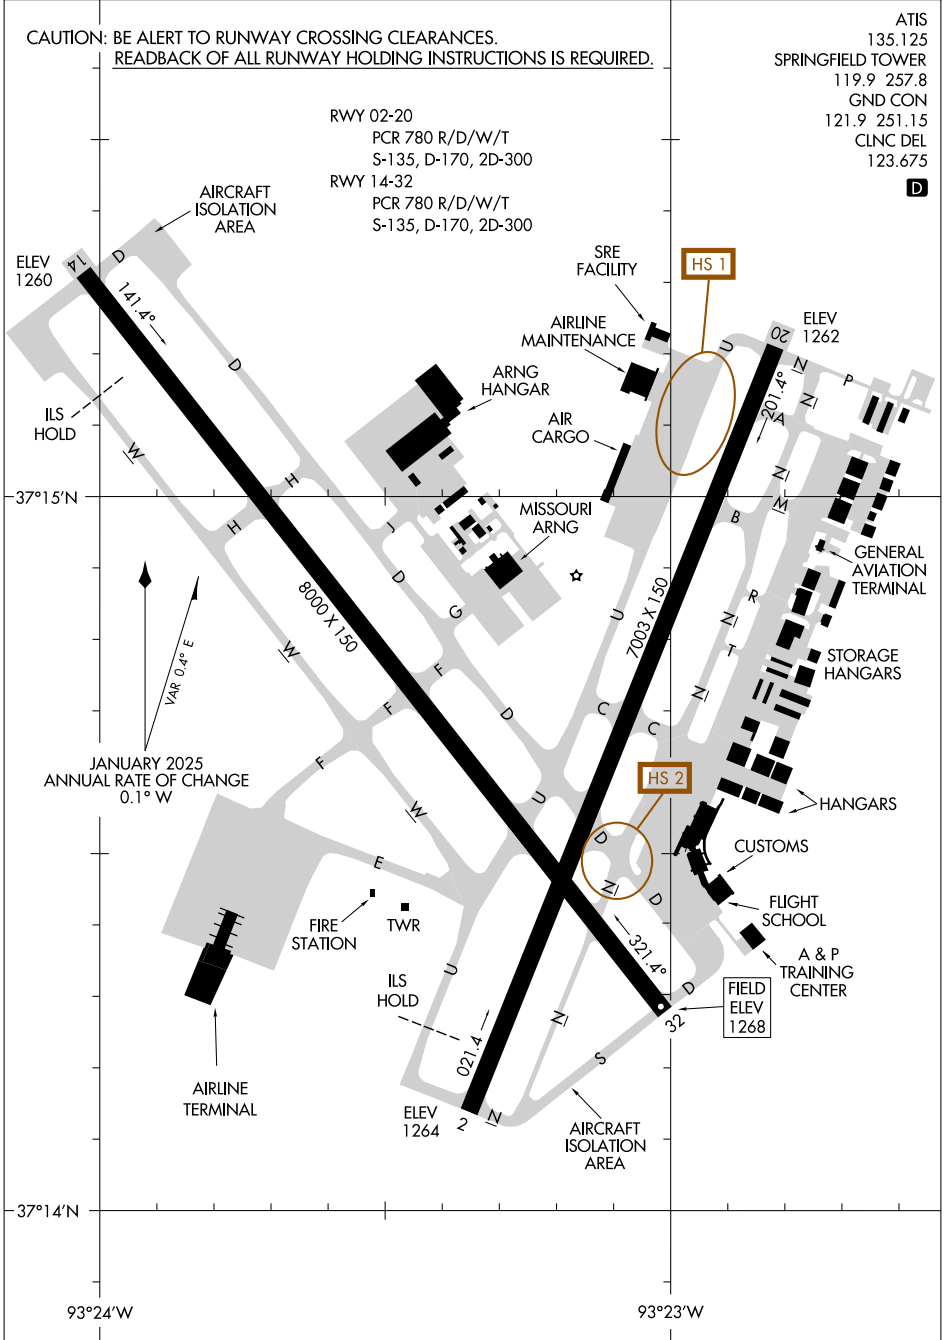 CAUTION: BE ALERT TO RUNWAY CROSSING CLEARANCES.
READBACK OF ALL RUNWAY HOLDING INSTRUCTIONS IS REQUIRED.
ATIS
135.125
SPRINGFIELD TOWER
119.9 257.8
GND CON
121.9 251.15
CLNC DEL
123.675
D
RWY 02-20
PCR 780 R/D/W/T
S-135, D-170, 2D-300
RWY 14-32
PCR 780 R/D/W/T
S-135, D-170, 2D-300
AIRCRAFT
ISOLATION
AREA
ELEV
1260
14
D
141.4°
D
ILS
HOLD
W
SRE
FACILITY
HS 1
AIRLINE
MAINTENANCE
ARNG
HANGAR
AIR
CARGO
U
20
ELEV
1262
N
P
N
201.4°
A
N
M
B
37°15'N
H
H
J
MISSOURI
ARNG
GENERAL
AVIATION
TERMINAL
D
G
8000 X 150
7003 X 150
U
R
N
T
W
VAR 0.4° E
STORAGE
HANGARS
F
F
F
D
C
C
N
JANUARY 2025
ANNUAL RATE OF CHANGE
0.1° W
HS 2
W
U
HANGARS
D
CUSTOMS
E
N
D
FLIGHT
SCHOOL
FIRE
STATION
TWR
321.4°
A & P
TRAINING
CENTER
U
D
ILS
HOLD
FIELD
ELEV
1268
32
N
021.4
S
AIRLINE
TERMINAL
ELEV
1264
2
N
AIRCRAFT
ISOLATION
AREA
37°14'N
93°24'W
93°23'W